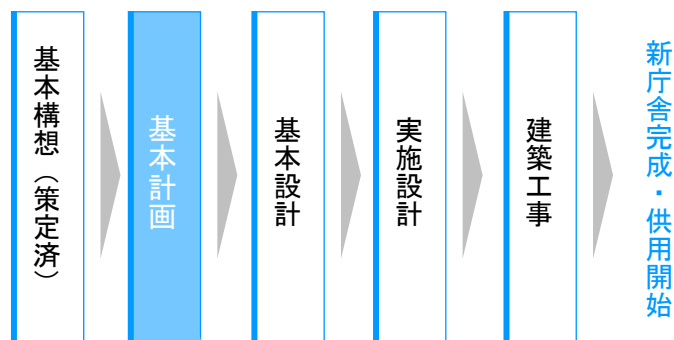 基本構想（策定済）
基本計画
基本設計
実施設計
建築工事
新庁舎完成・供用開始